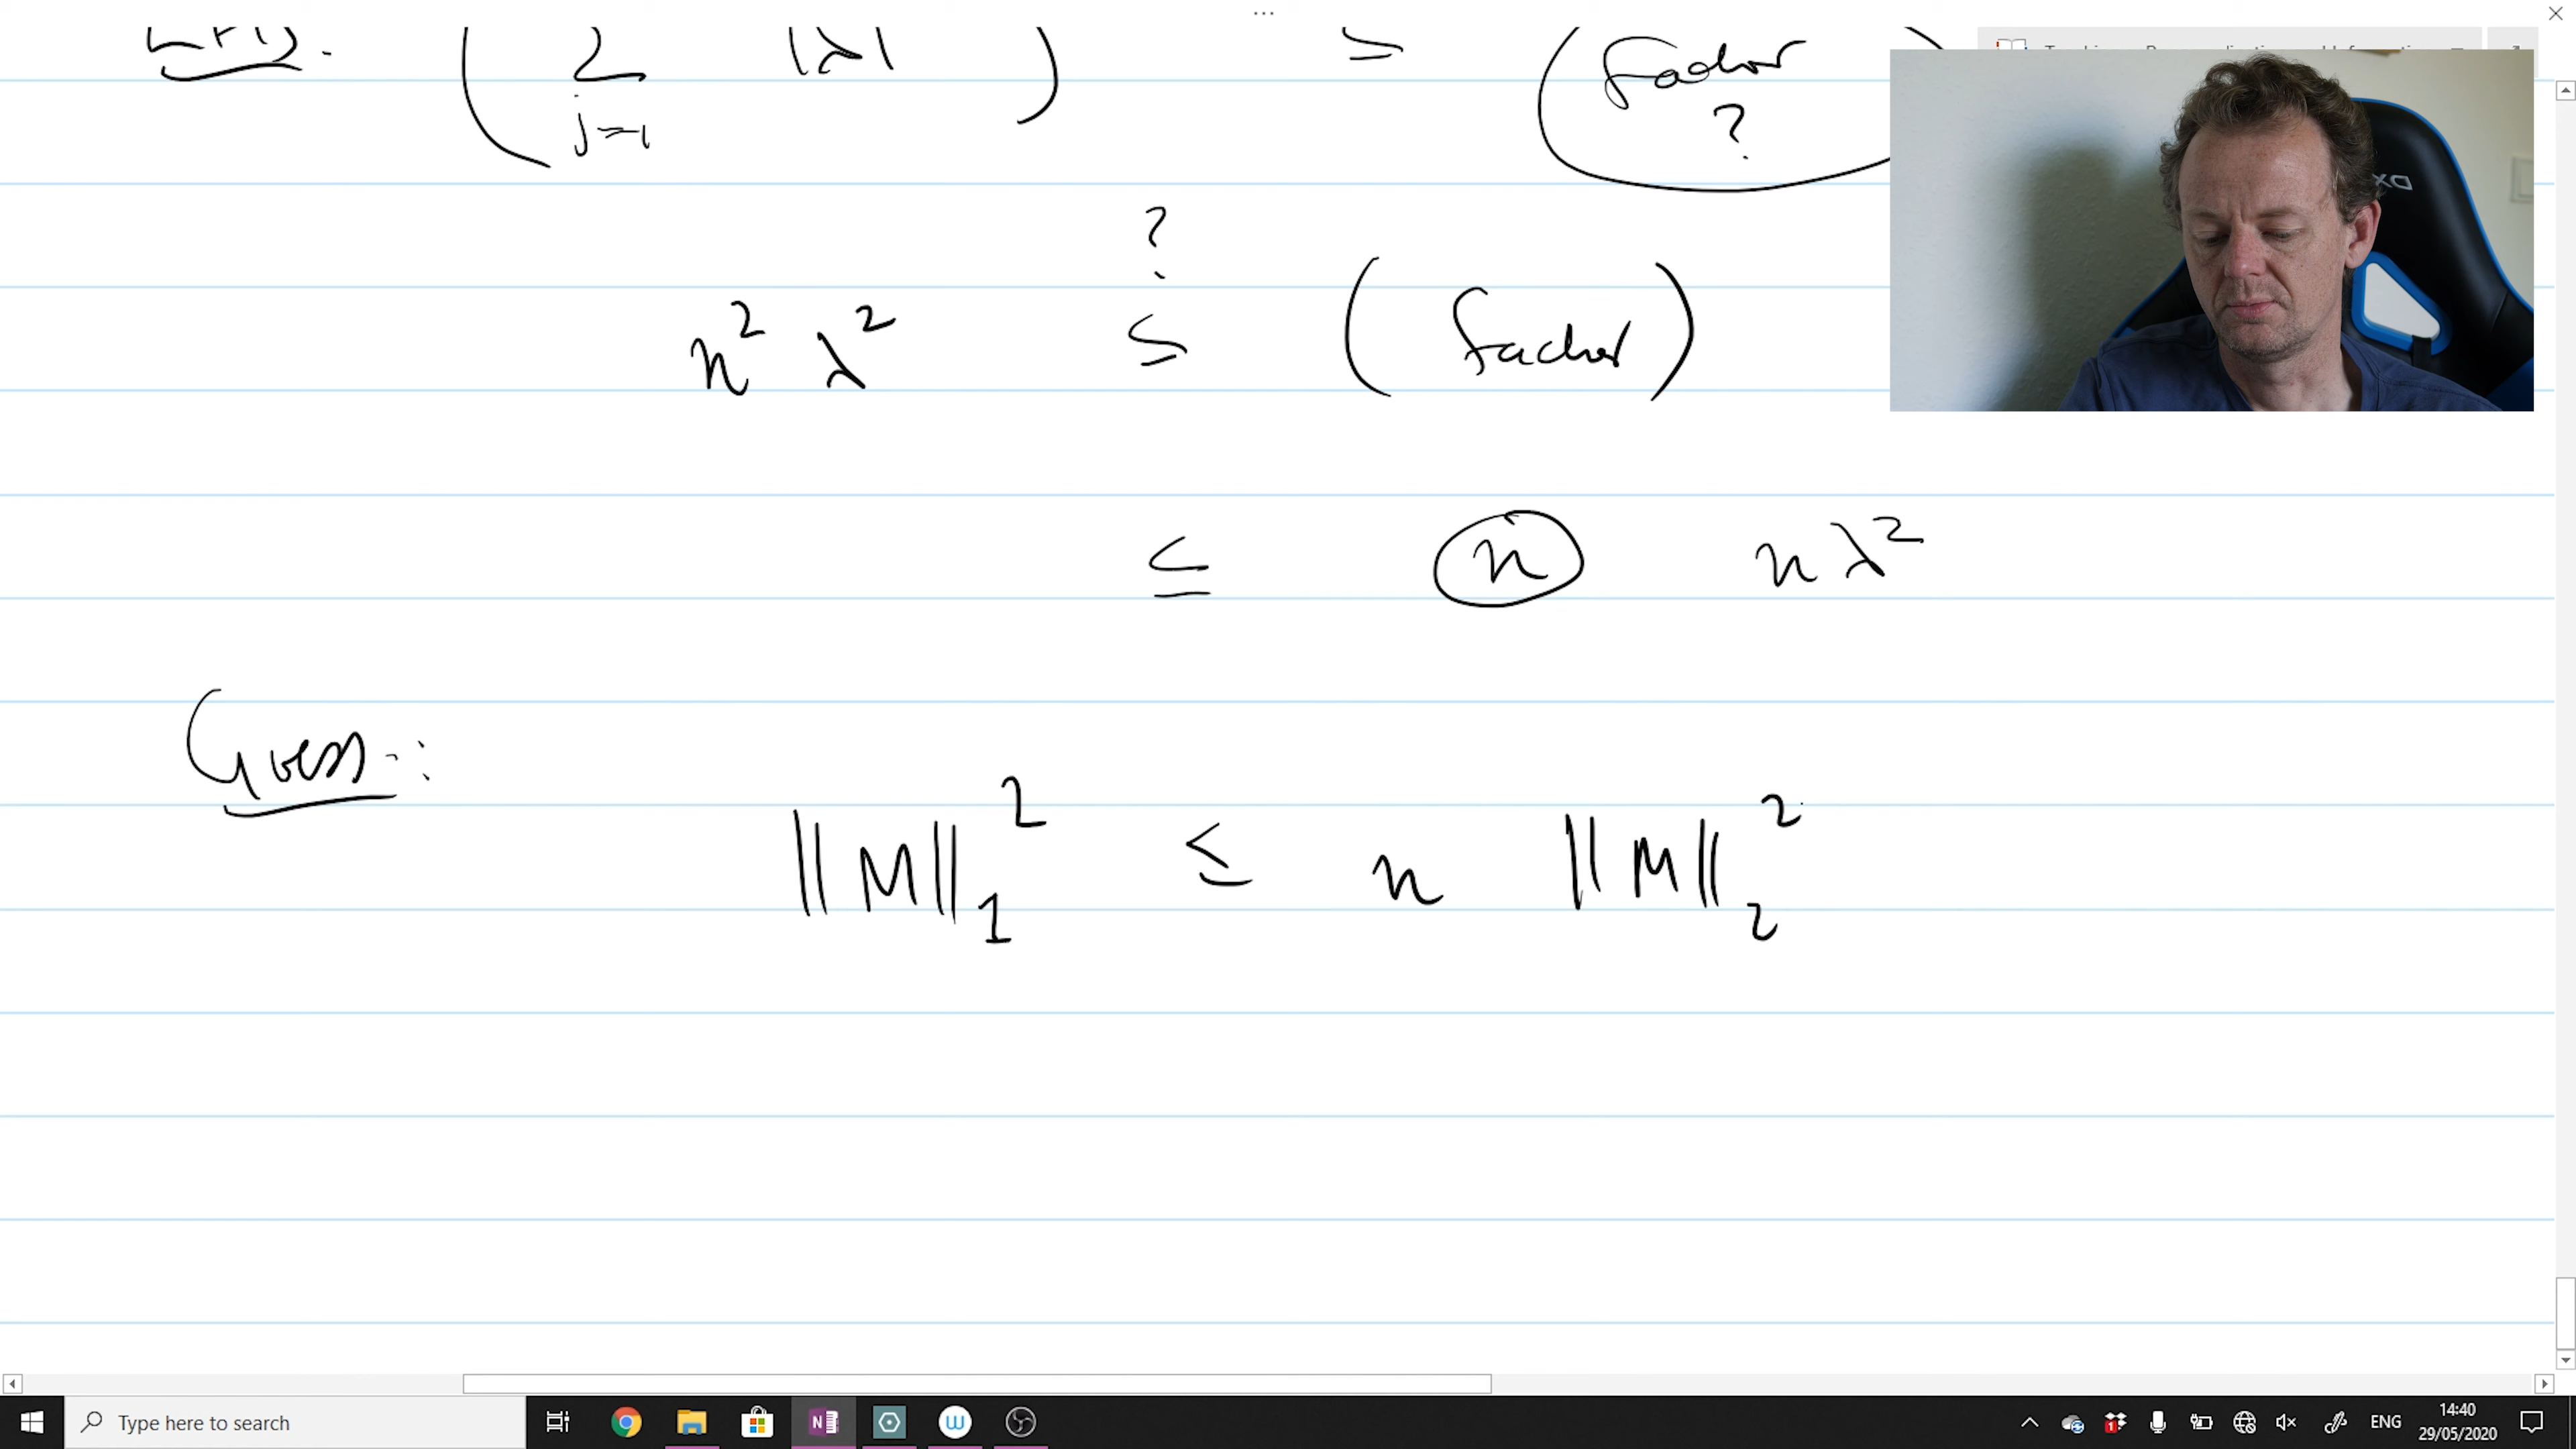 ( Σ |λ| ) ≤ ( factor
j=1 ?
?
n² λ² ≤ ( factor )
≤ n nλ²
Guess:
||M||₁² ≤ n ||M||₂²
Type here to search
ENG
14:40
29/05/2020